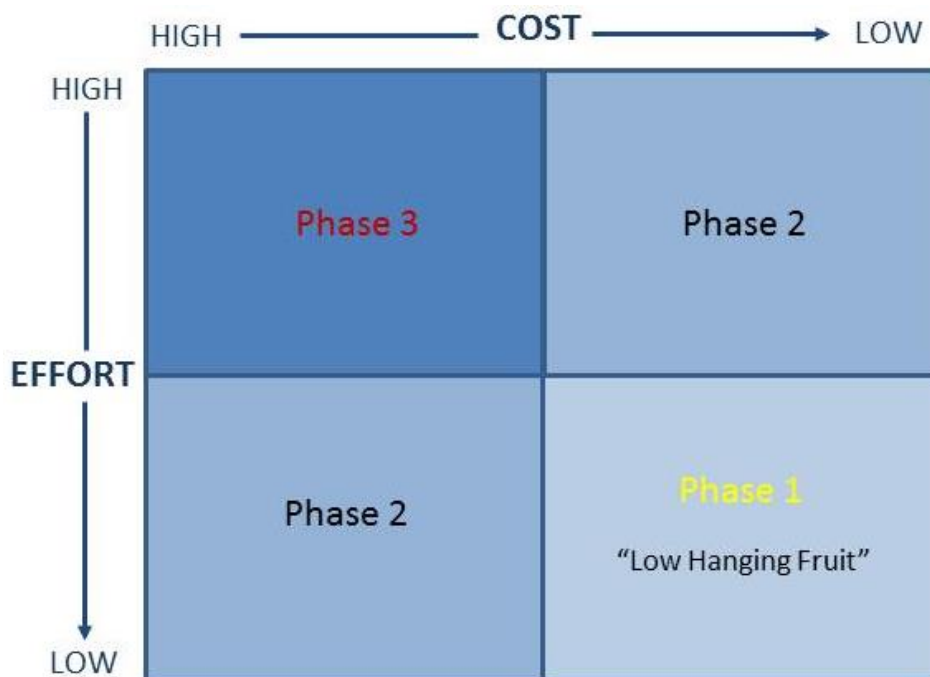 HIGH COST LOW
HIGH
Phase 3 Phase 2
EFFORT
Phase 2 Phase 1
“Low Hanging Fruit”
LOW